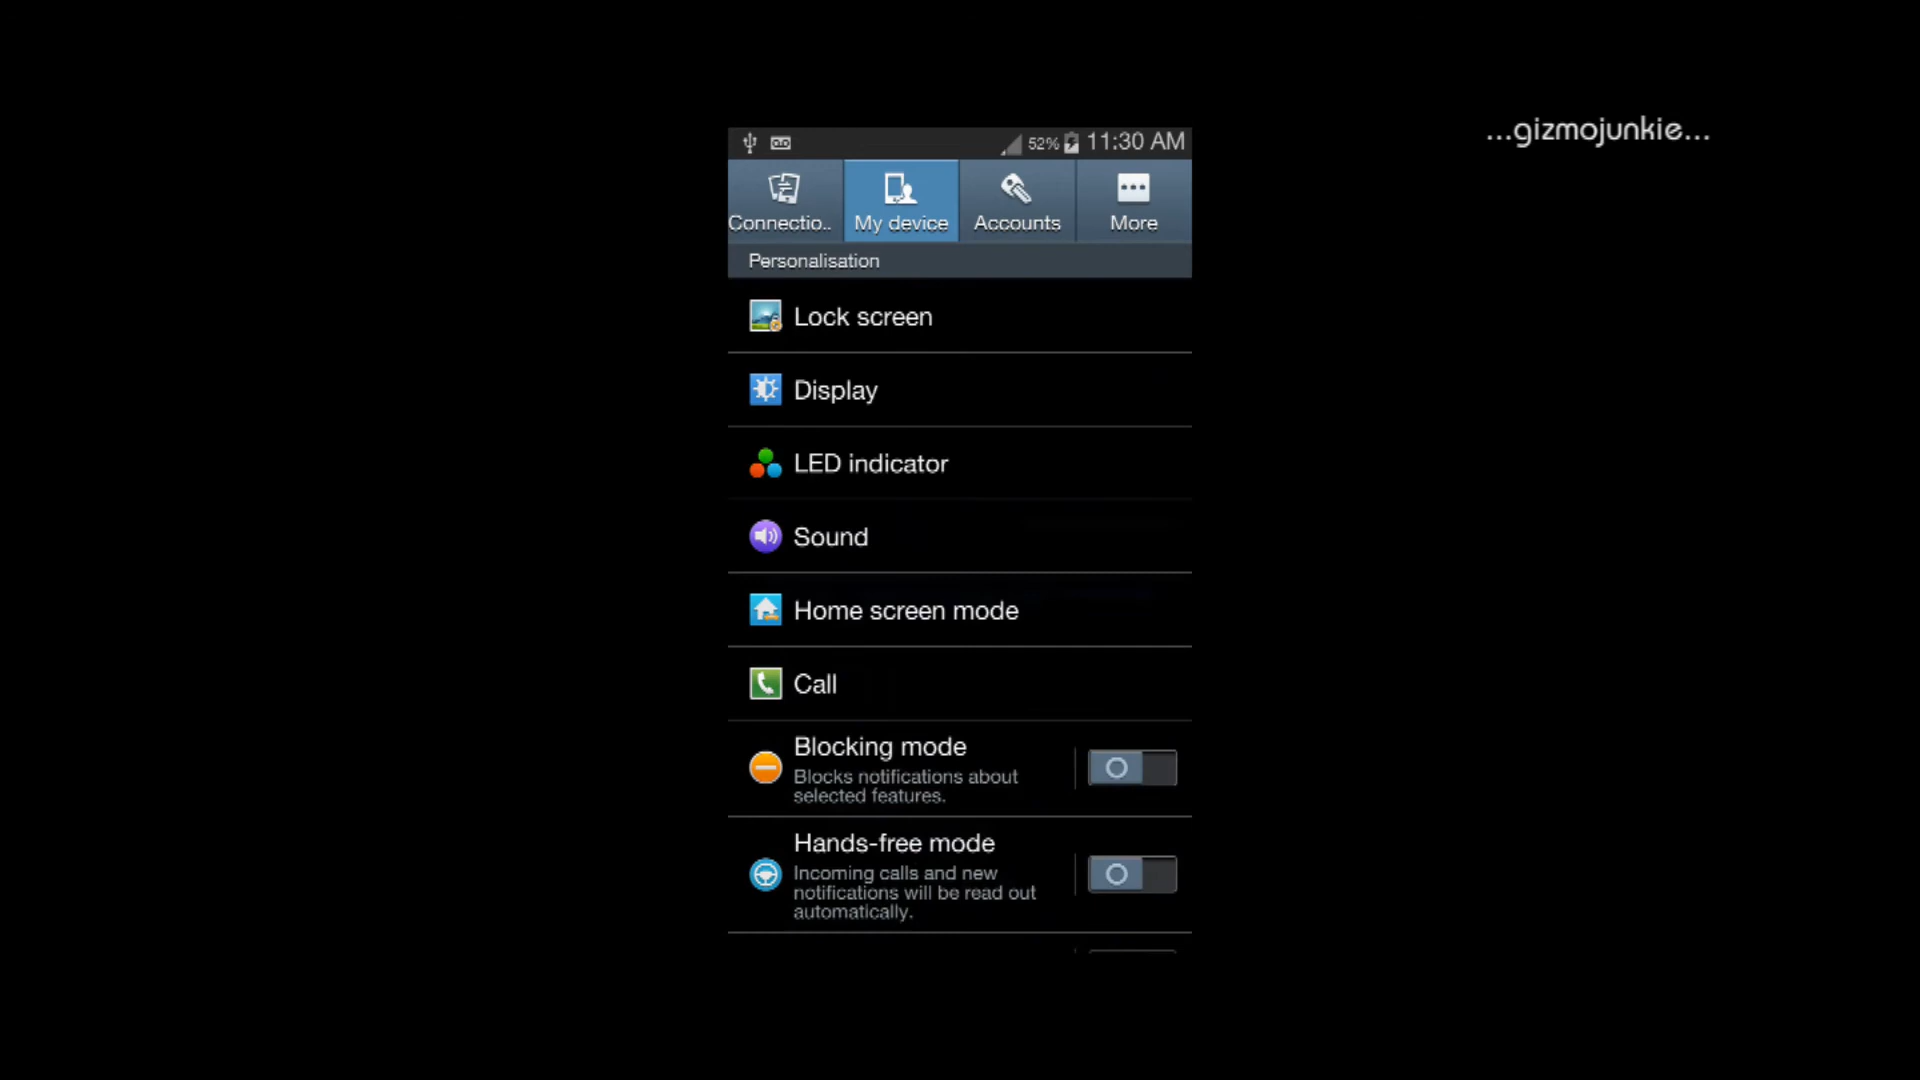 ...gizmojunkie...
52% 11:30 AM
Connectio.. My device Accounts More
Personalisation
Lock screen
Display
LED indicator
Sound
Home screen mode
Call
Blocking mode
Blocks notifications about
selected features.
Hands-free mode
Incoming calls and new
notifications will be read out
automatically.